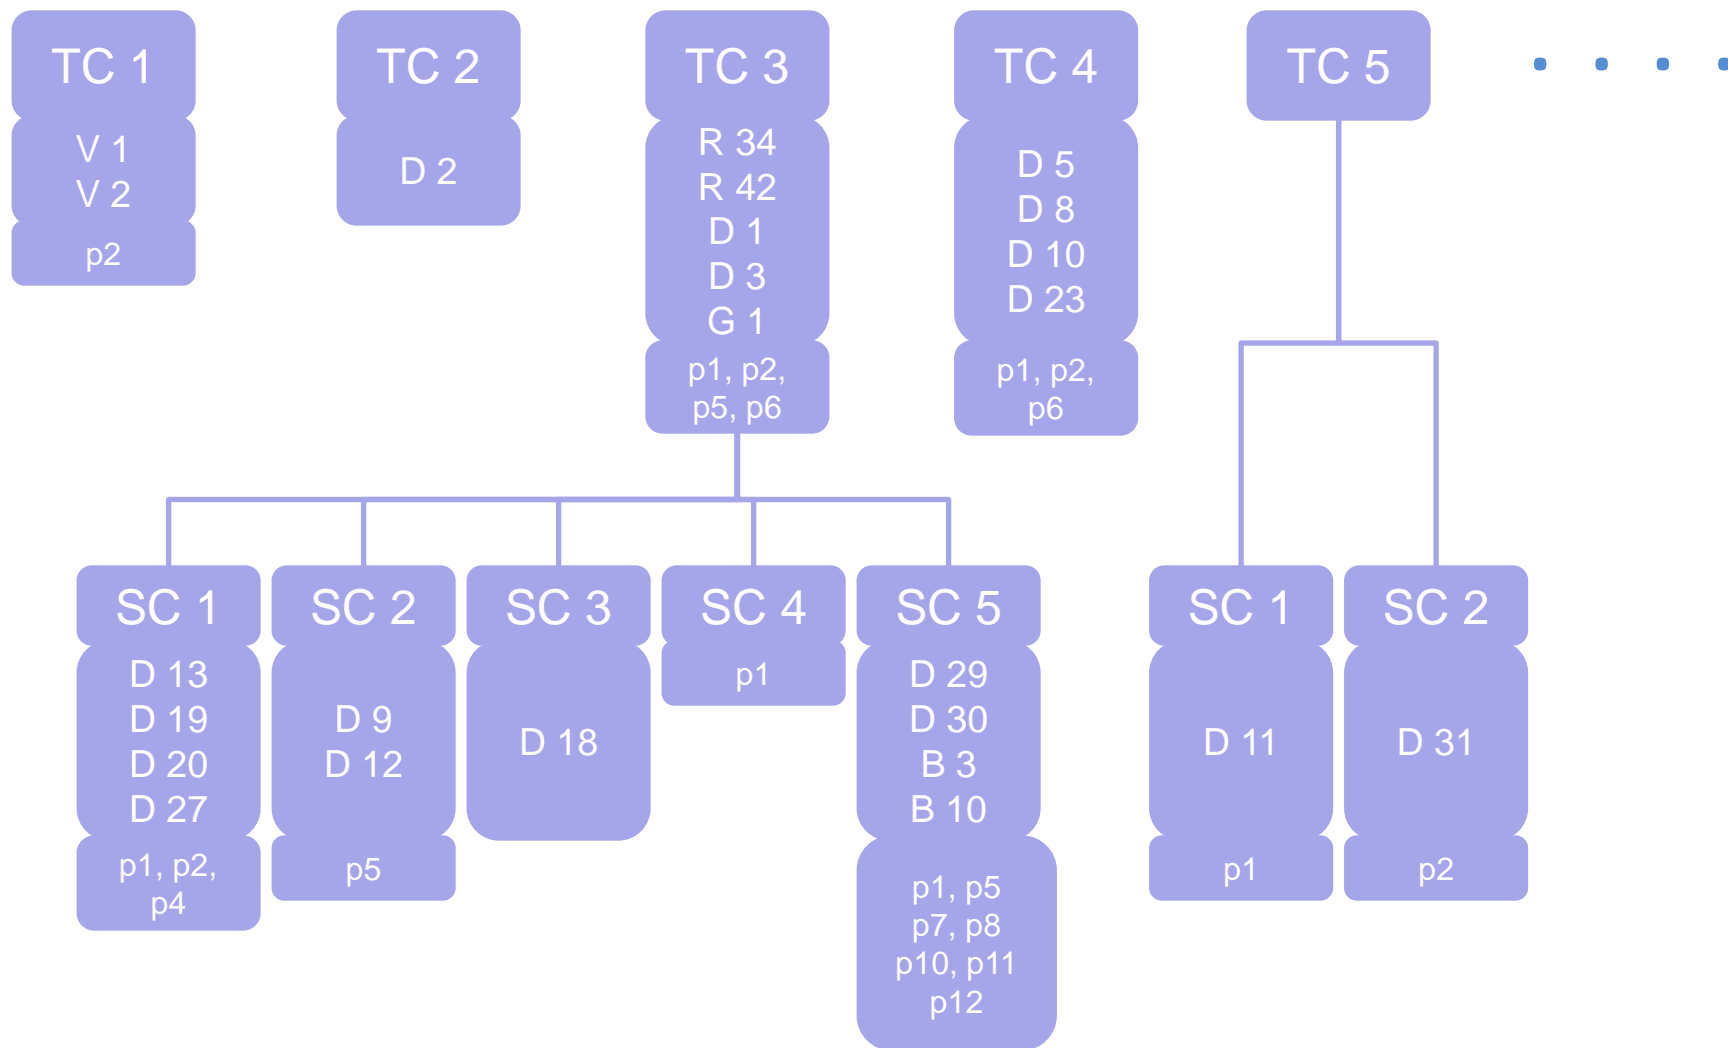 TC 1
V 1
V 2
p2
TC 2
D 2
TC 3
R 34
R 42
D 1
D 3
G 1
p1, p2,
p5, p6
TC 4
D 5
D 8
D 10
D 23
p1, p2,
p6
TC 5
SC 1
D 13
D 19
D 20
D 27
p1, p2,
p4
SC 2
D 9
D 12
p5
SC 3
D 18
SC 4
p1
SC 5
D 29
D 30
B 3
B 10
p1, p5
p7, p8
p10, p11
p12
SC 1
D 11
p1
SC 2
D 31
p2